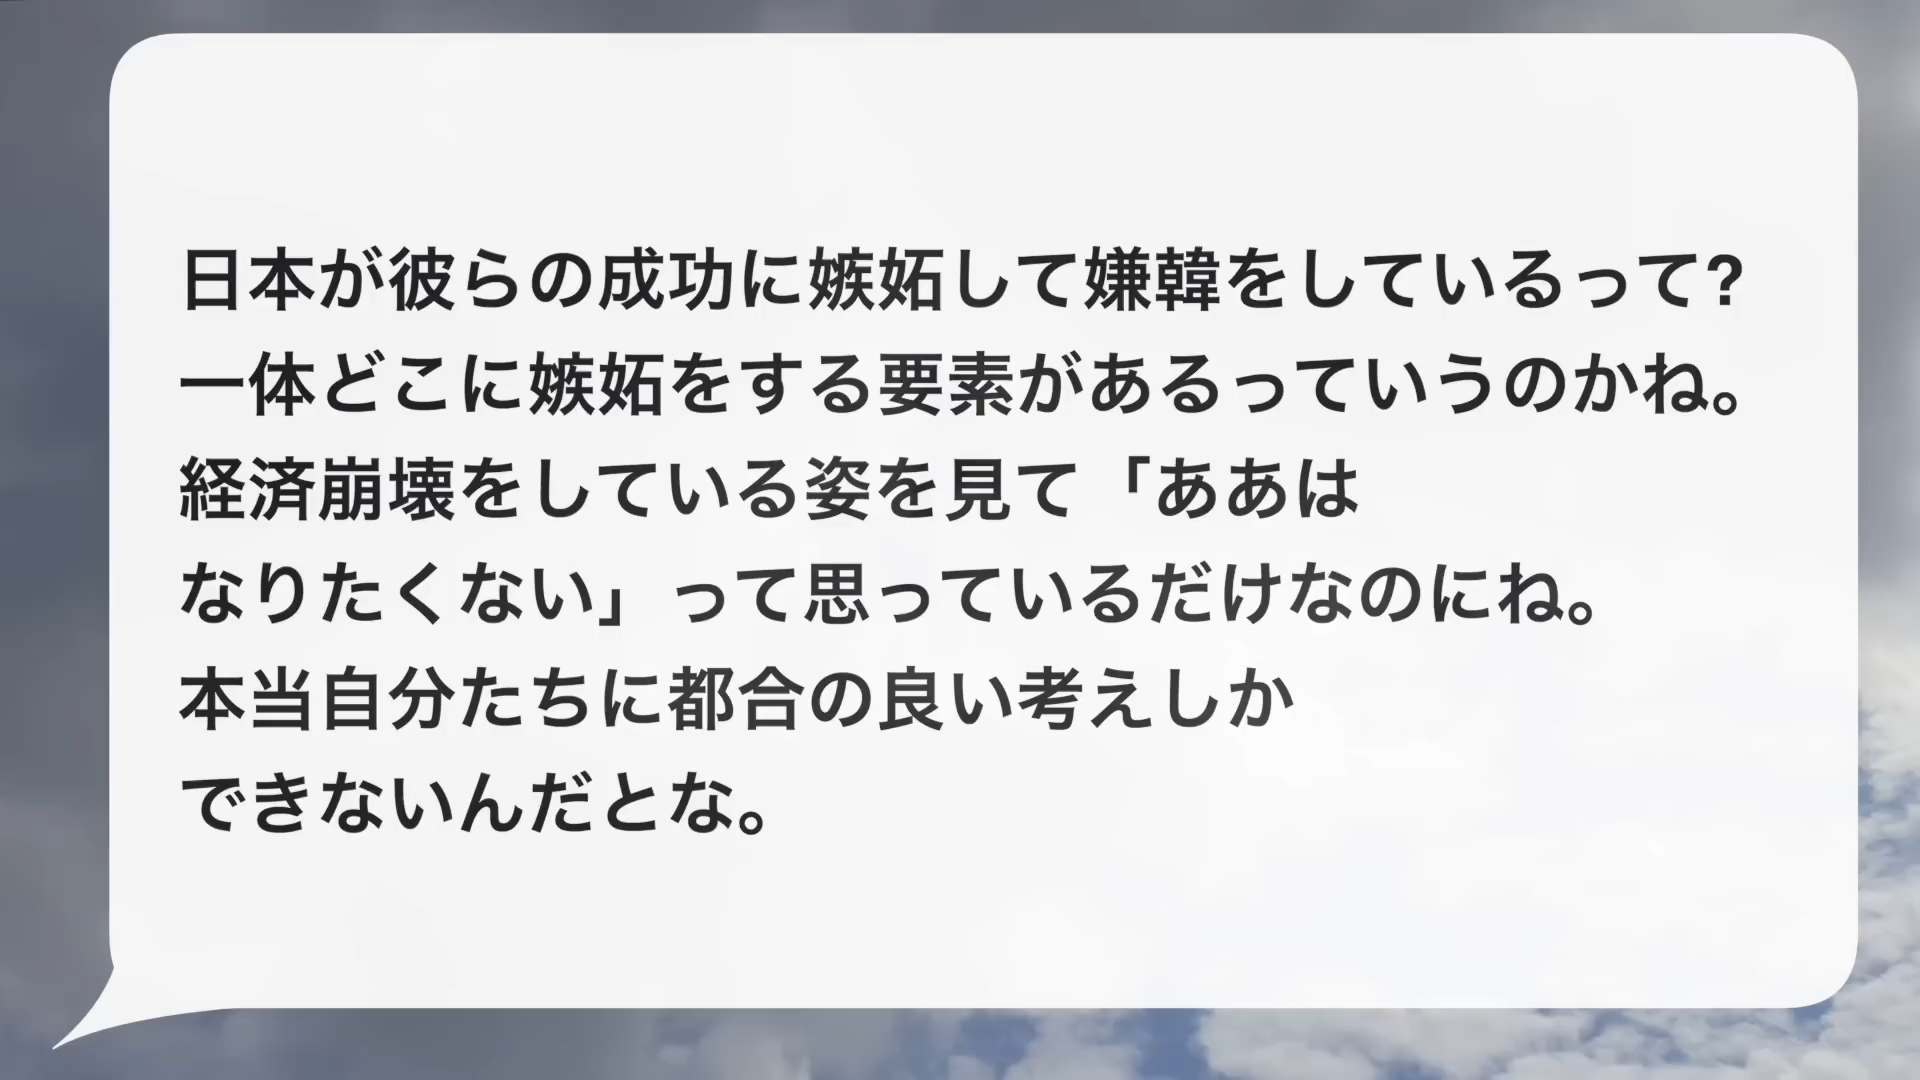 日本が彼らの成功に嫉妬して嫌韓をしているって?
一体どこに嫉妬をする要素があるっていうのかね。
経済崩壊をしている姿を見て「ああは
なりたくない」って思っているだけなのにね。
本当自分たちに都合の良い考えしか
できないんだとな。